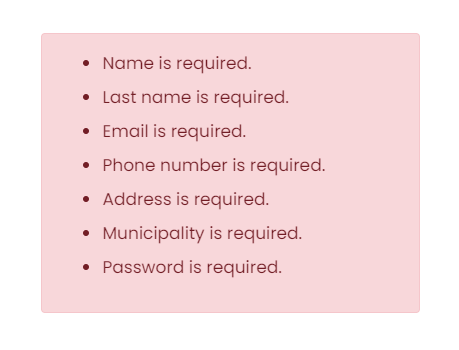 Name is required.
Last name is required.
Email is required.
Phone number is required.
Address is required.
Municipality is required.
Password is required.